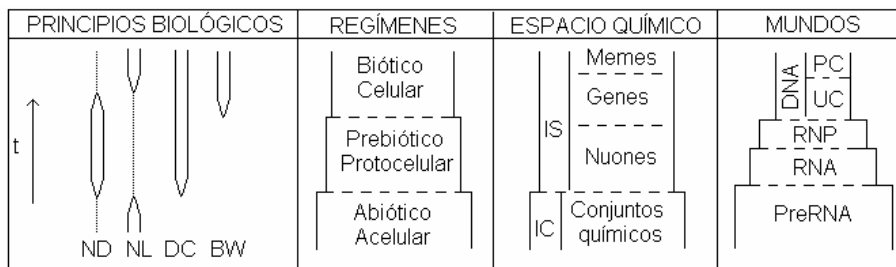 PRINCIPIOS BIOLÓGICOS
t
ND NL DC BW
REGÍMENES
Biótico
Celular
Prebiótico
Protocelular
Abiótico
Acelular
ESPACIO QUÍMICO
Memes
Genes
IS
Nuones
IC
Conjuntos
químicos
MUNDOS
DNA
PC
UC
RNP
RNA
PreRNA